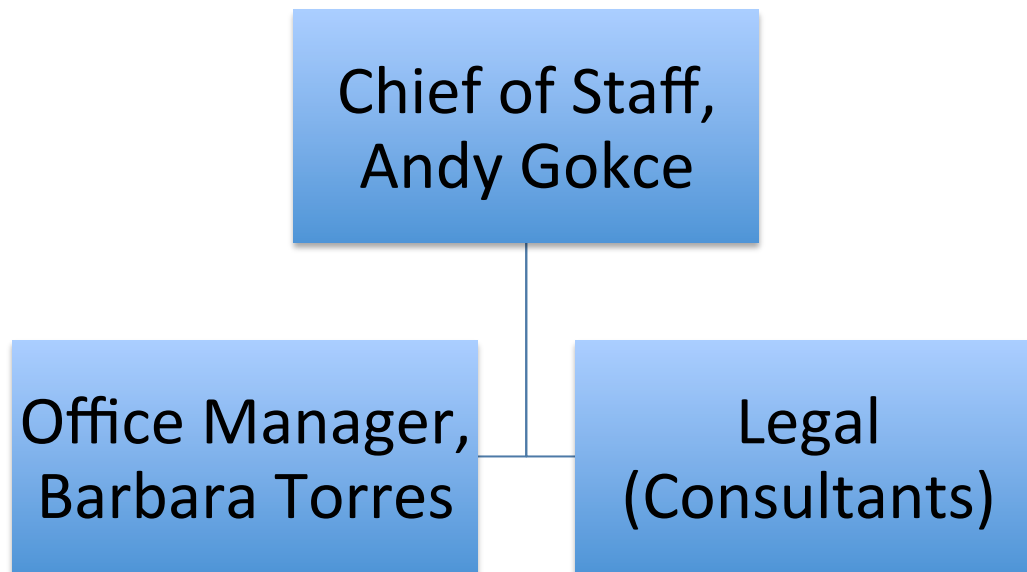 Chief of Staff,
Andy Gokce
Office Manager,
Barbara Torres
Legal
(Consultants)